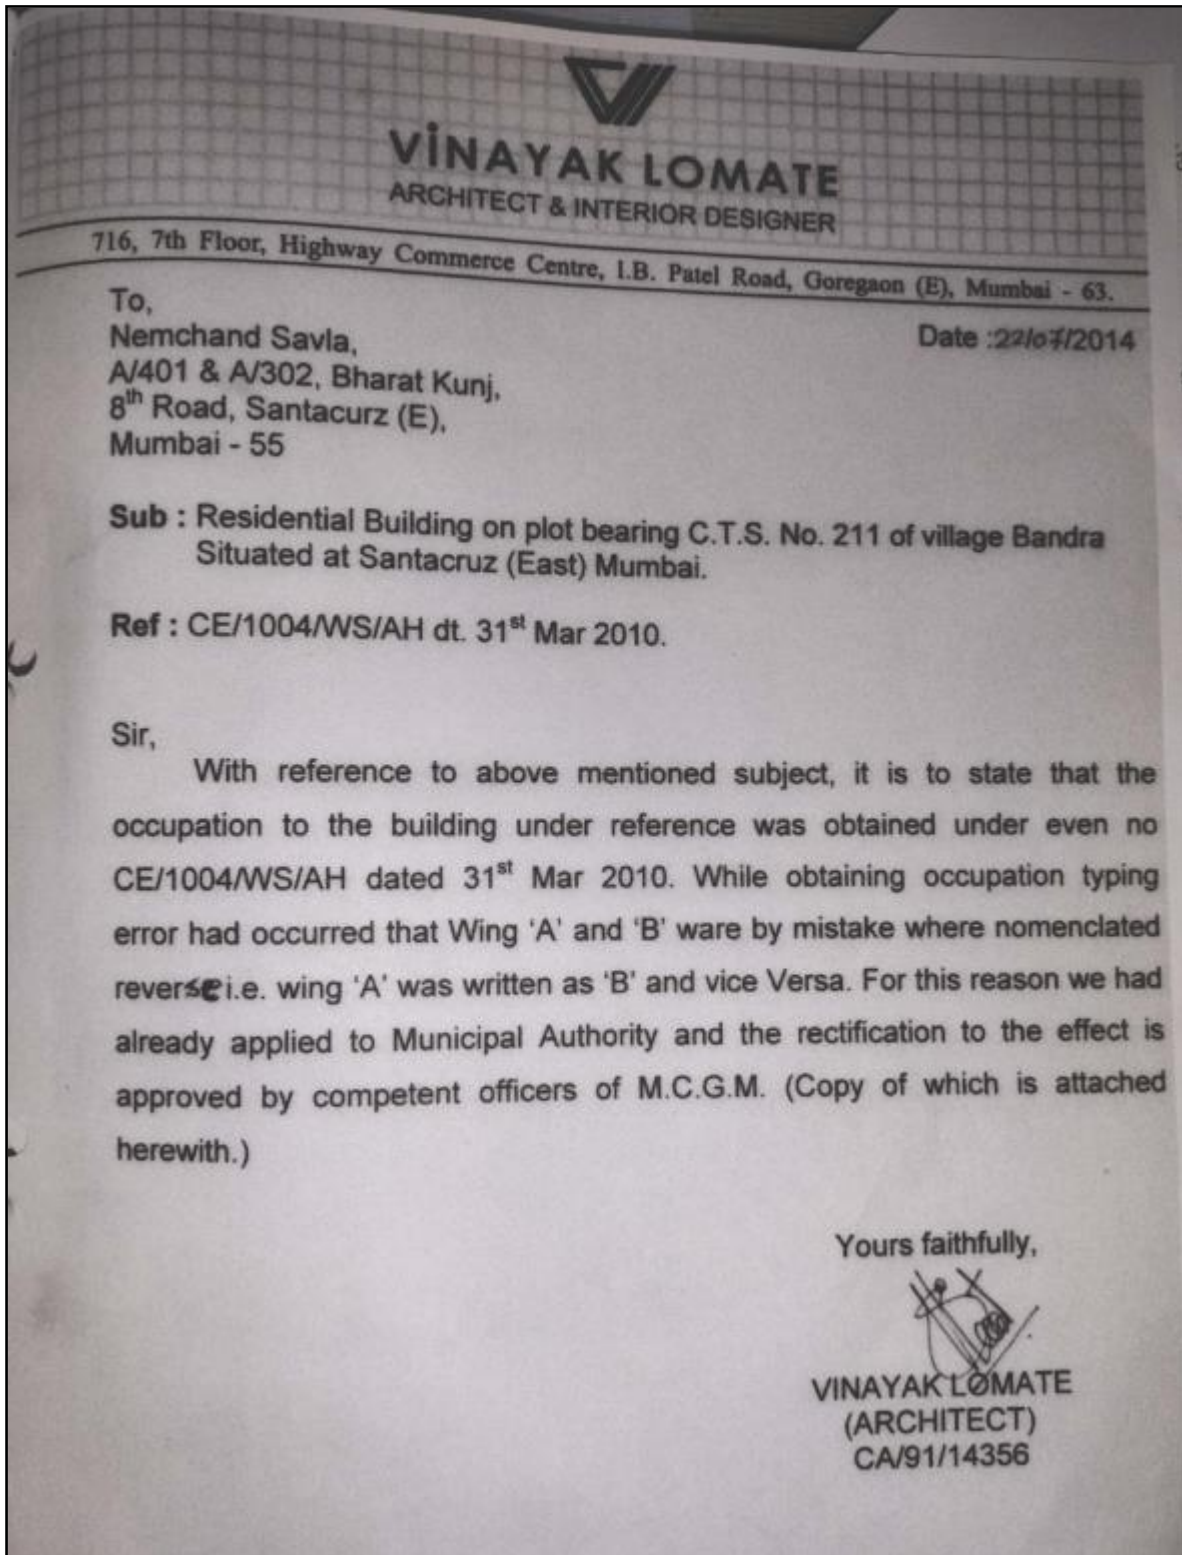 VINAYAK LOMATE
ARCHITECT & INTERIOR DESIGNER
716, 7th Floor, Highway Commerce Centre, I.B. Patel Road, Goregaon (E), Mumbai - 63.
To,
Nemchand Savla,
Date :22/07/2014
A/401 & A/302, Bharat Kunj,
8th Road, Santacurz (E),
Mumbai - 55
Sub : Residential Building on plot bearing C.T.S. No. 211 of village Bandra
Situated at Santacruz (East) Mumbai.
Ref : CE/1004/WS/AH dt. 31st Mar 2010.
Sir,
With reference to above mentioned subject, it is to state that the
occupation to the building under reference was obtained under even no
CE/1004/WS/AH dated 31st Mar 2010. While obtaining occupation typing
error had occurred that Wing ‘A’ and ‘B’ ware by mistake where nomenclated
reverse i.e. wing ‘A’ was written as ‘B’ and vice Versa. For this reason we had
already applied to Municipal Authority and the rectification to the effect is
approved by competent officers of M.C.G.M. (Copy of which is attached
herewith.)
Yours faithfully,
VINAYAK LOMATE
(ARCHITECT)
CA/91/14356